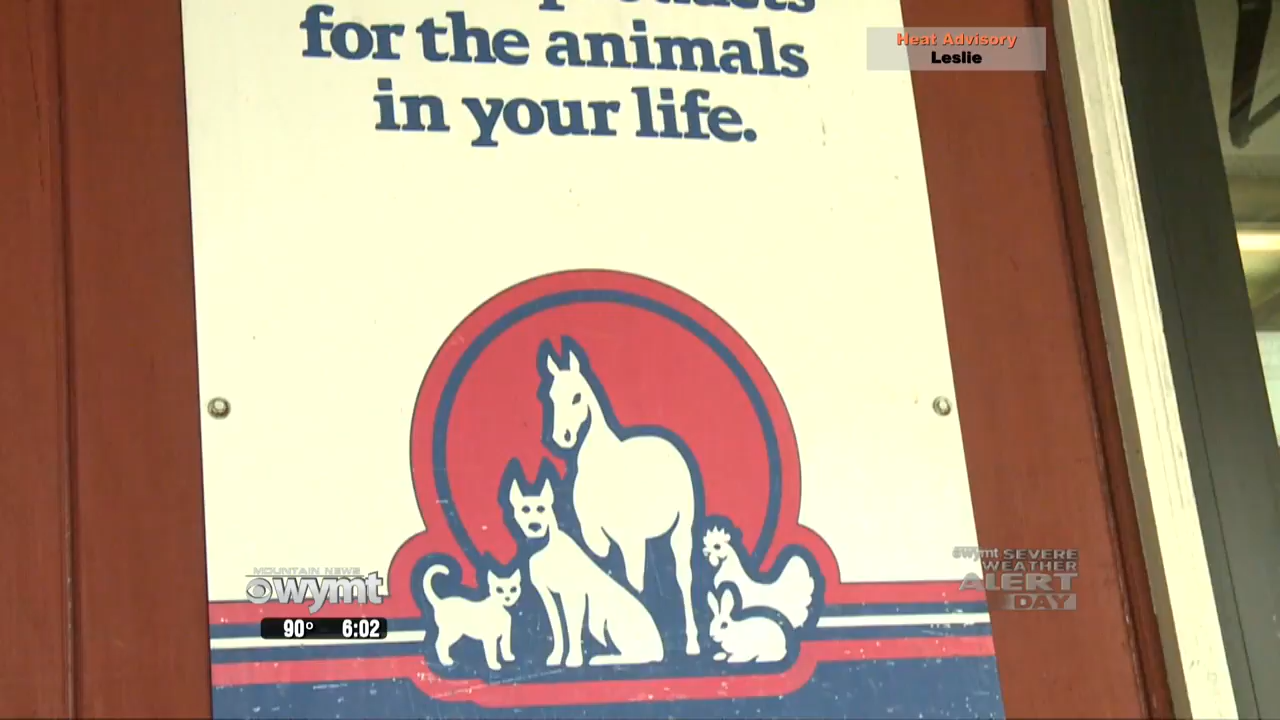 products
for the animals
in your life.
Heat Advisory
Leslie
MOUNTAIN NEWS
wymt
90° 6:02
wymt SEVERE
WEATHER
ALERT
DAY